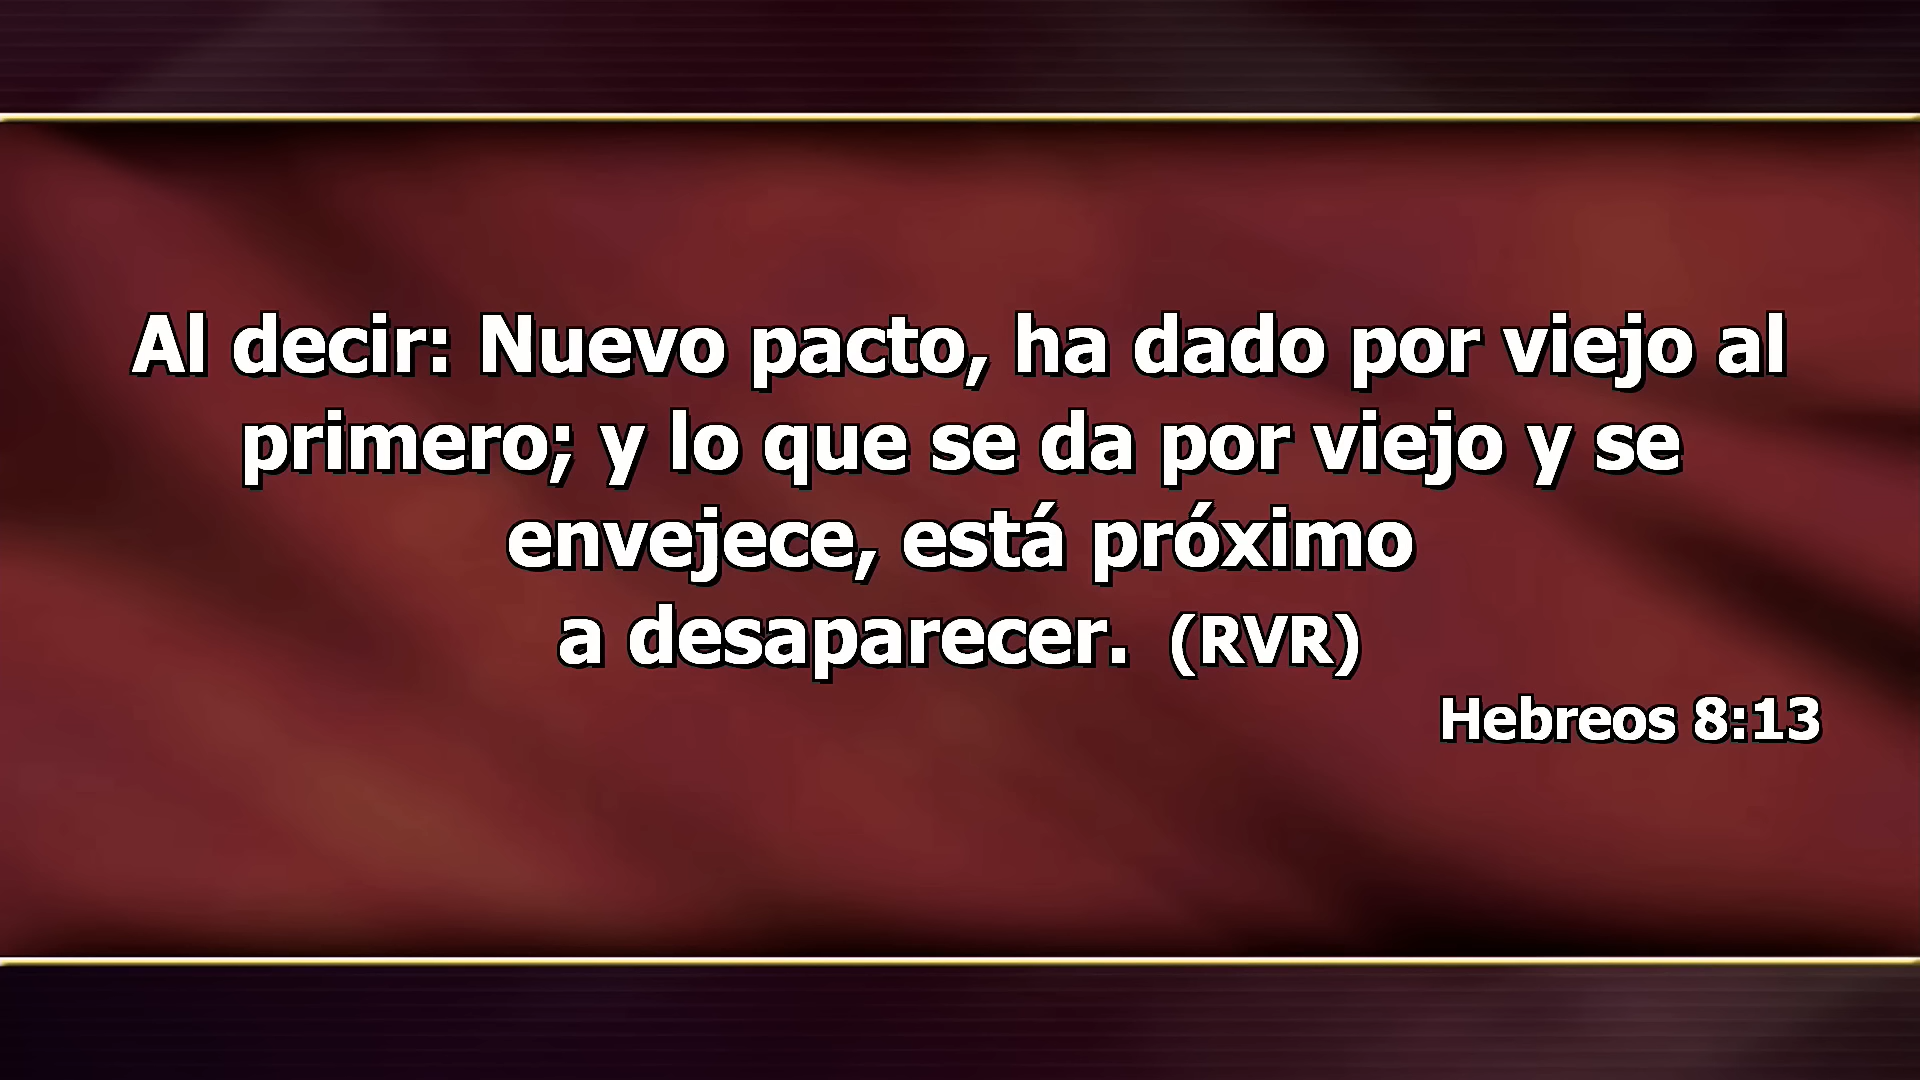 Al decir: Nuevo pacto, ha dado por viejo al
primero; y lo que se da por viejo y se
envejece, está próximo
a desaparecer. (RVR)
Hebreos 8:13